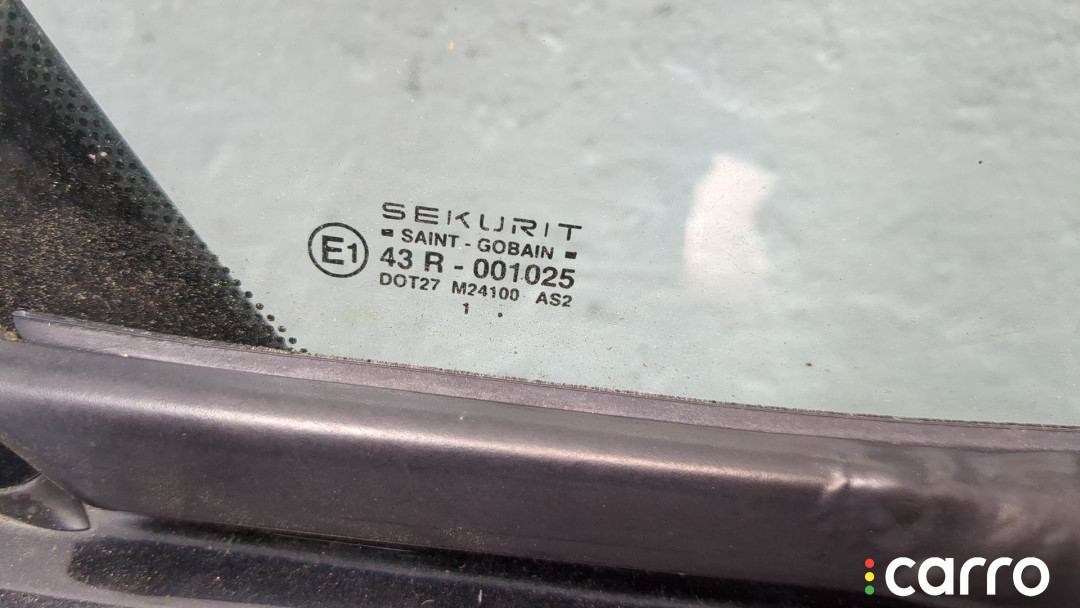 SEKURIT
SAINT - GOBAIN
E1
43 R - 001025
DOT27 M24100 AS2
1 .
carro